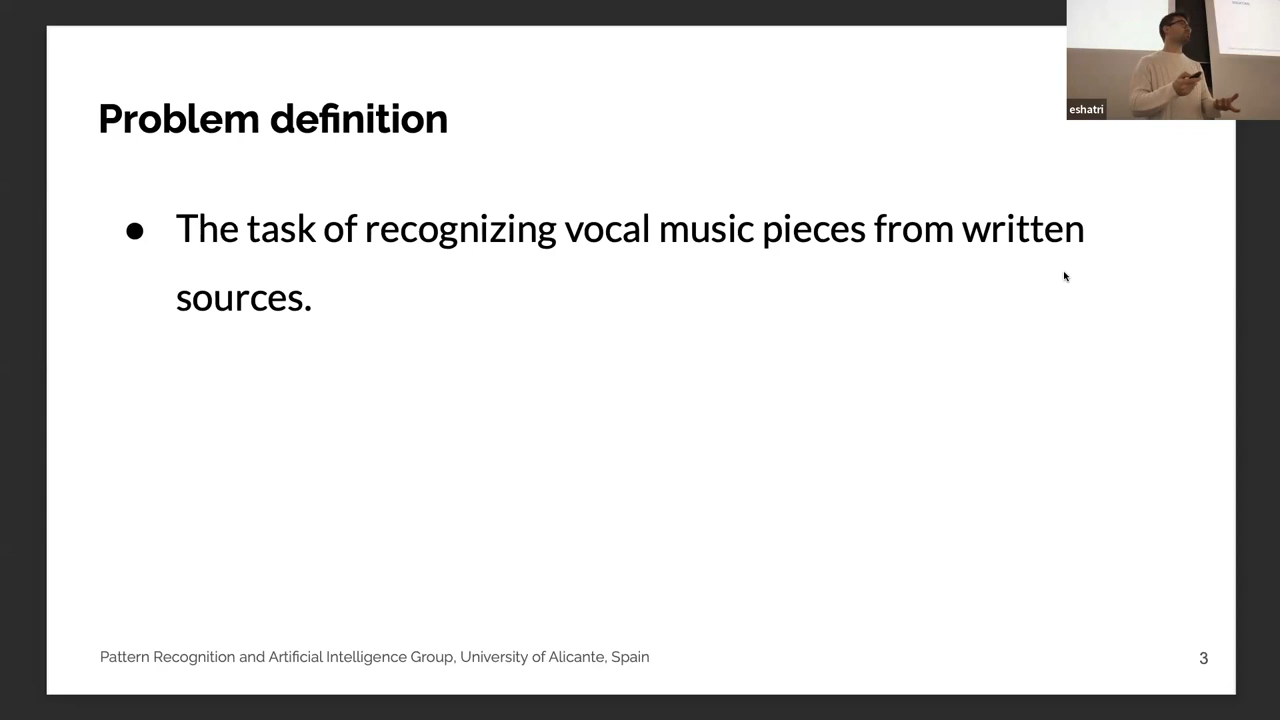 eshatri
Problem definition
● The task of recognizing vocal music pieces from written
sources.
Pattern Recognition and Artificial Intelligence Group, University of Alicante, Spain
3